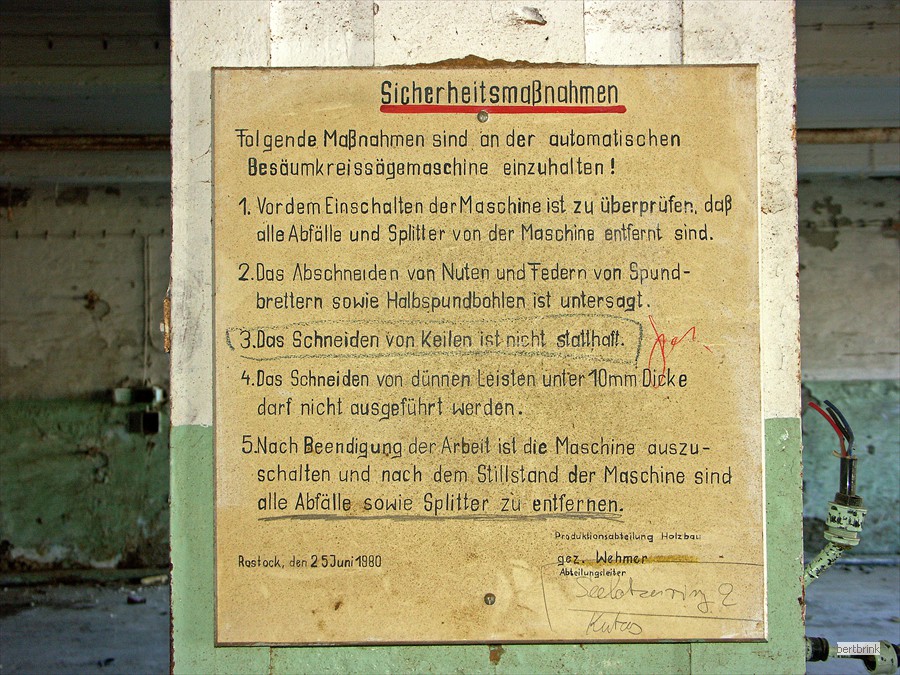 Sicherheitsmaßnahmen
Folgende Maßnahmen sind an der automatischen
Besäumkreissägemaschine einzuhalten!
1. Vor dem Einschalten der Maschine ist zu überprüfen, daß
alle Abfälle und Splitter von der Maschine entfernt sind.
2. Das Abschneiden von Nuten und Federn von Spund-
brettern sowie Halbspundbohlen ist untersagt.
3. Das Schneiden von Keilen ist nicht statthaft.
4. Das Schneiden von dünnen Leisten unter 10mm Dicke
darf nicht ausgeführt werden.
5. Nach Beendigung der Arbeit ist die Maschine auszu-
schalten und nach dem Stillstand der Maschine sind
alle Abfälle sowie Splitter zu entfernen.
Produktionsabteilung Holzbau
Rostock, den 25 Juni 1980
gez. Wehmer
Abteilungsleiter
2
bertbrink